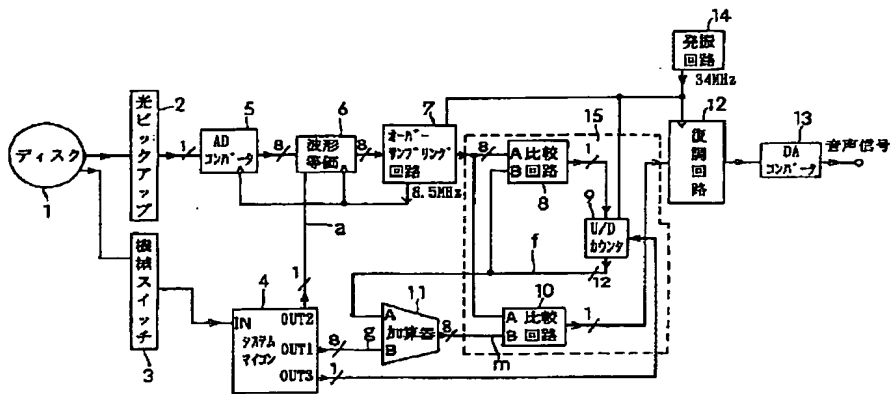 14
発振
回路
34MHz
2
光ピックアップ
1
5
AD
コンバータ
8
6
波形
等価
8
7
オーバー
サンプリング
回路
8.5MHz
15
8
A 比較
B 回路
8
1
12
復調
回路
13
DA
コンバータ
音声信号
ディスク
1
a
1
9
U/D
カウンタ
f
12
機械スイッチ
3
4
IN
OUT2
システム
マイコン
OUT1
OUT3
8
g
1
11
A
加算器
B
8
m
10
A 比較
B 回路
1